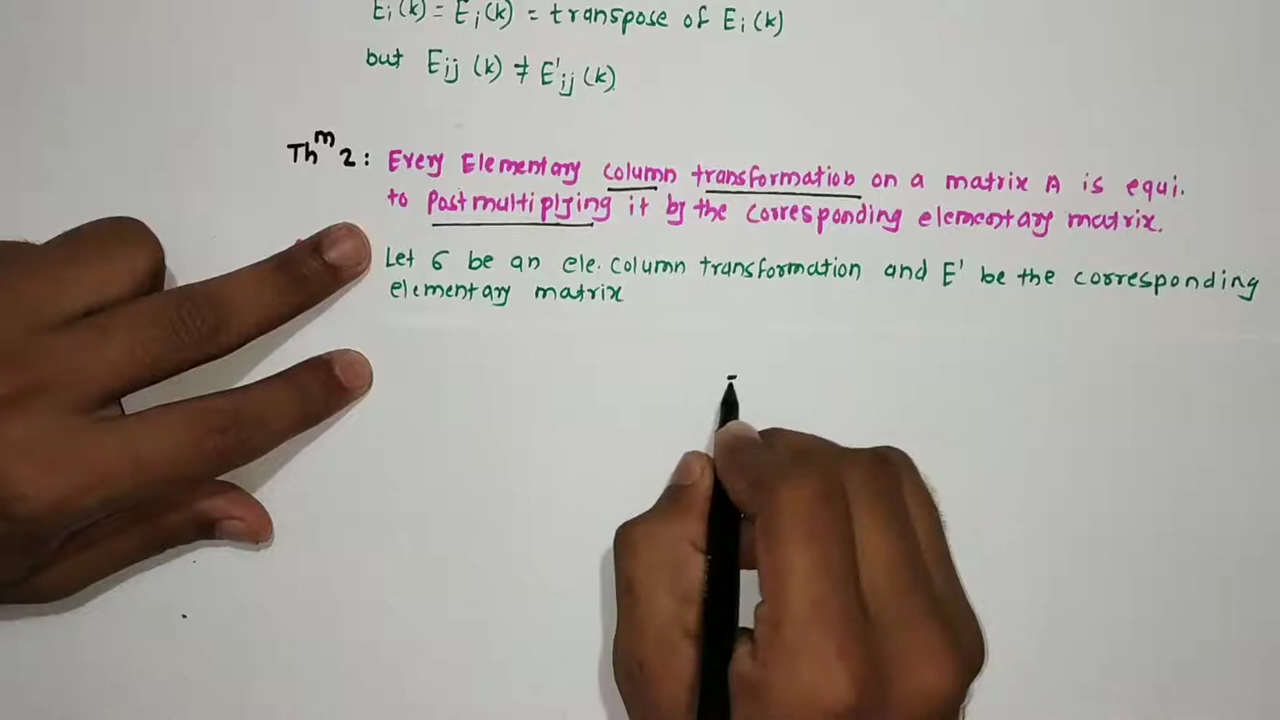 Ei(k) = E'i(k) = transpose of Ei(k)
but Eij (k) ≠ E'ij (k)
Thm 2: Every Elementary column transformation on a matrix A is equi.
to Postmultiplying it by the corresponding elementary matrix.
Let σ be an ele. column transformation and E' be the corresponding
elementary matrix